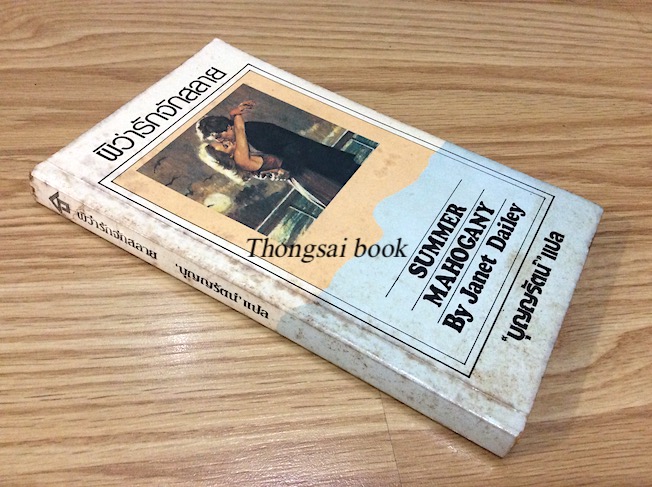 ผิว่ารักจักสลาย
SUMMER
MAHOGANY
By Janet Dailey
"บุญญรัตน์" แปล
ผิว่ารักจักสลาย "บุญญรัตน์" แปล
Thongsai book